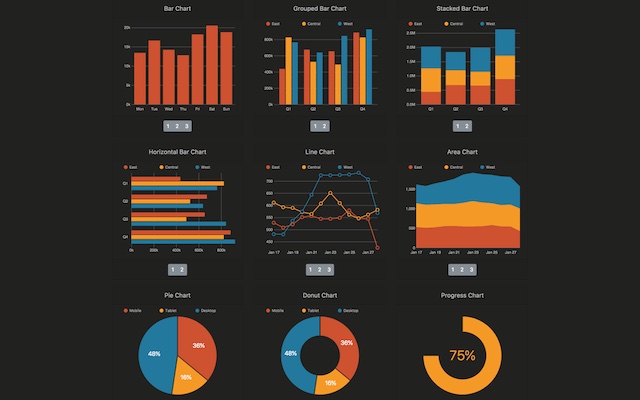 Bar Chart
Grouped Bar Chart
Stacked Bar Chart
East Central West
East Central West
20k
15k
10k
5k
0k
Mon Tue Wed Thu Fri Sat Sun
800k
600k
400k
200k
0k
Q1 Q2 Q3 Q4
2.5M
2.0M
1.5M
1.0M
0.5M
0.0M
Q1 Q2 Q3 Q4
1 2 3
1 2
1 2
Horizontal Bar Chart
Line Chart
Area Chart
East Central West
East Central West
East Central West
Q1
Q2
Q3
Q4
0k 200k 400k 600k 800k
700
650
600
550
500
450
Jan 17 Jan 19 Jan 21 Jan 23 Jan 25 Jan 27
1,500
1,000
500
0
Jan 17 Jan 19 Jan 21 Jan 23 Jan 25 Jan 27
1 2
1 2 3
1 2 3
Pie Chart
Donut Chart
Progress Chart
Mobile Tablet Desktop
Mobile Tablet Desktop
48% 36% 16%
48% 36% 16%
75%